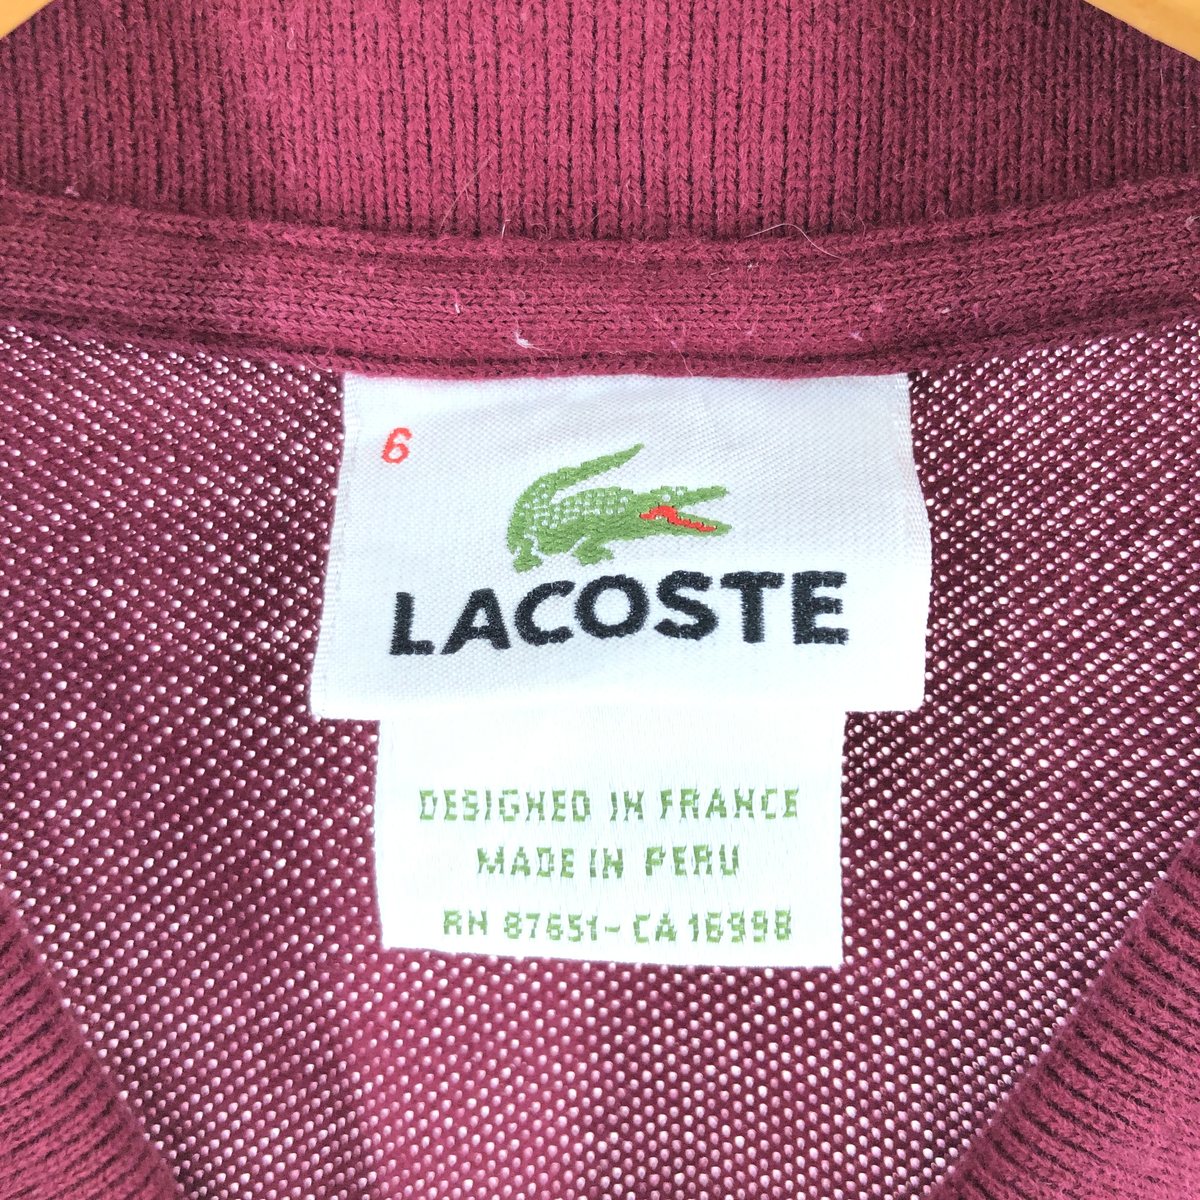 6
LACOSTE
DESIGNED IN FRANCE
MADE IN PERU
RN 87651-CA 16998